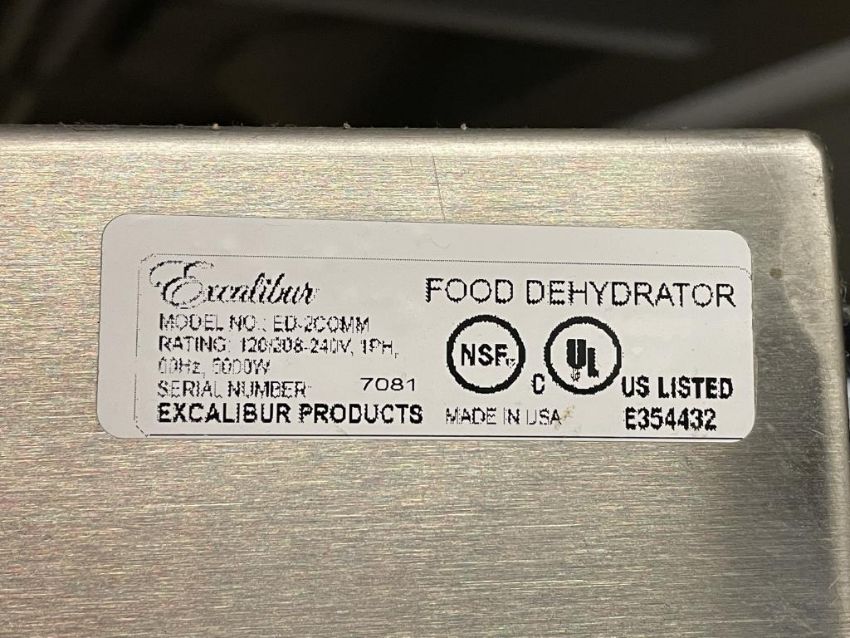 Excalibur
FOOD DEHYDRATOR
MODEL NO.: ED-2COMM
RATING: 120/208-240V, 1PH,
60Hz,
SERIAL NUMBER: 7081
EXCALIBUR PRODUCTS
MADE IN USA
NSF
C UL US LISTED
E354432